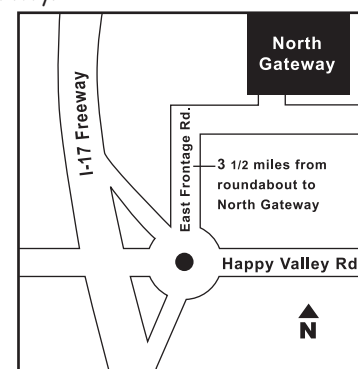 North
Gateway
I-17 Freeway
East Frontage Rd.
3 1/2 miles from
roundabout to
North Gateway
Happy Valley Rd
N